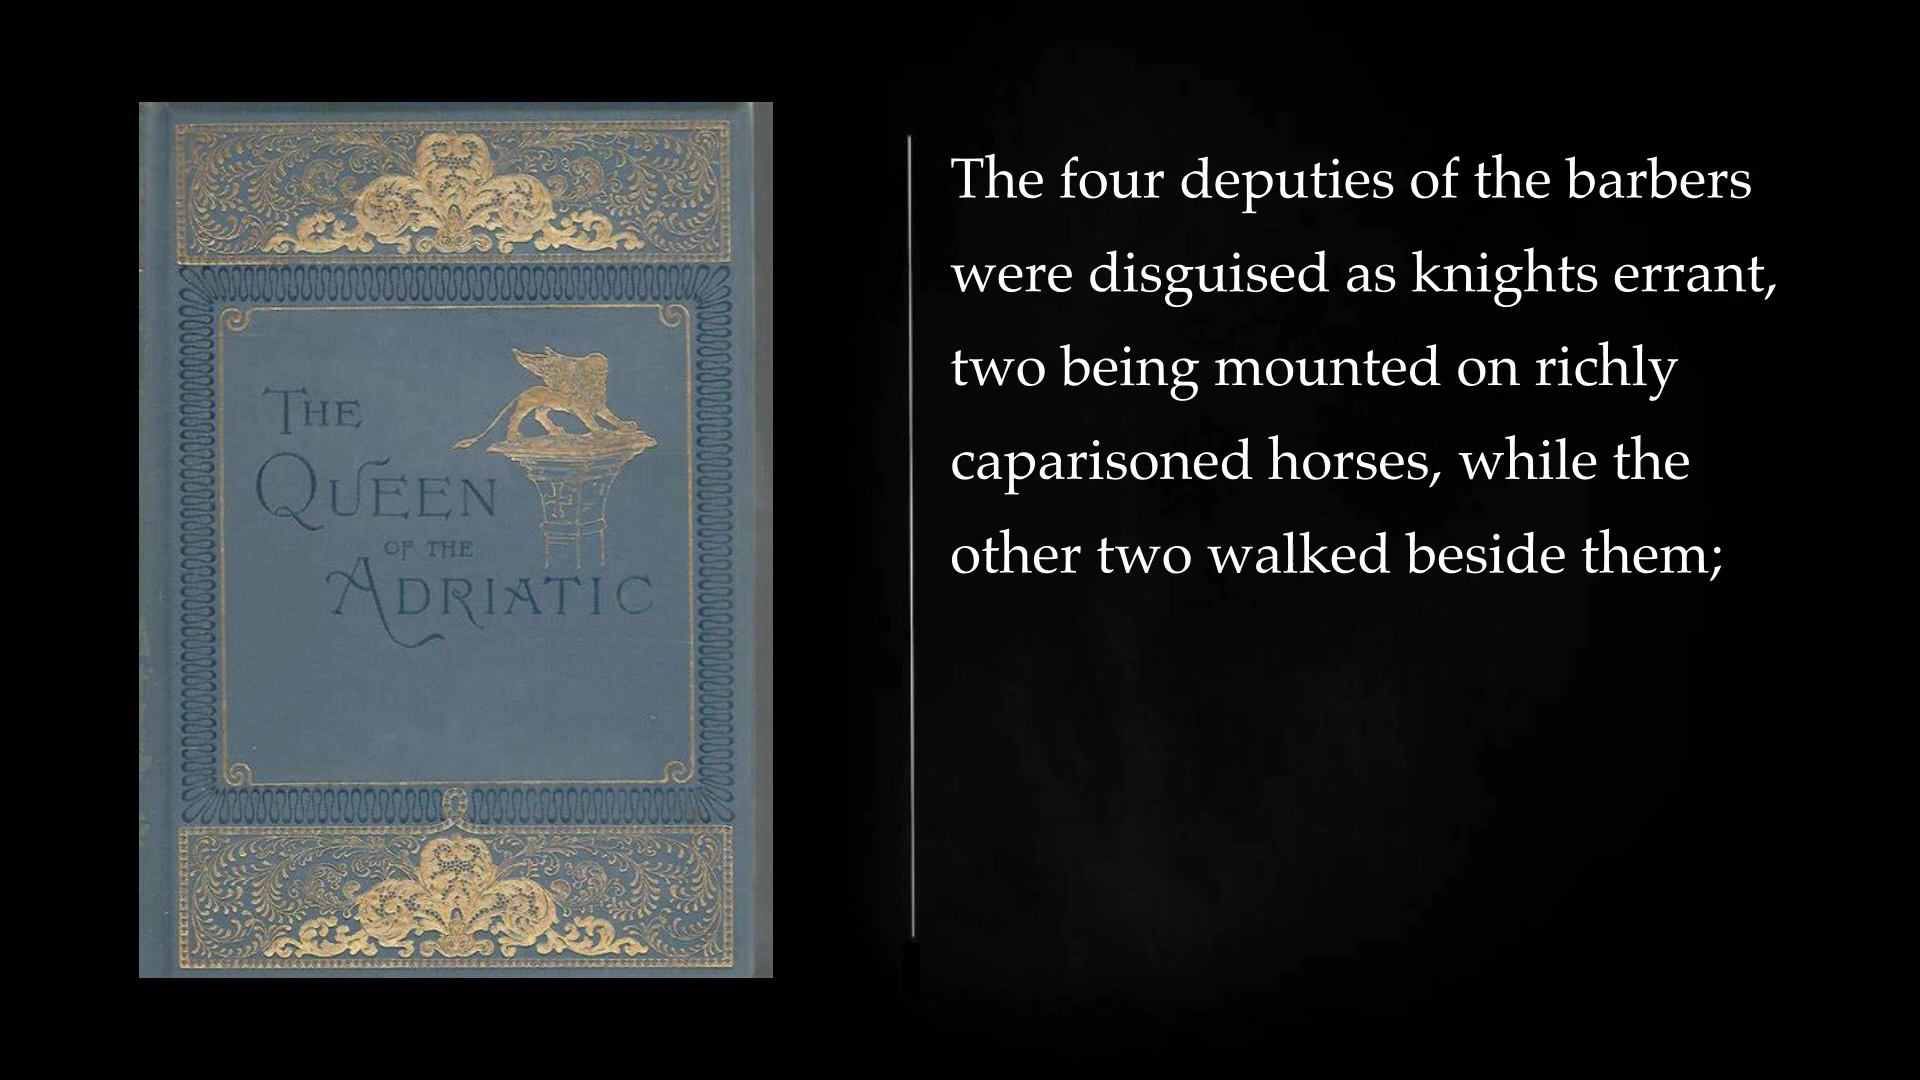 THE
QUEEN
OF THE
ADRIATIC
The four deputies of the barbers
were disguised as knights errant,
two being mounted on richly
caparisoned horses, while the
other two walked beside them;